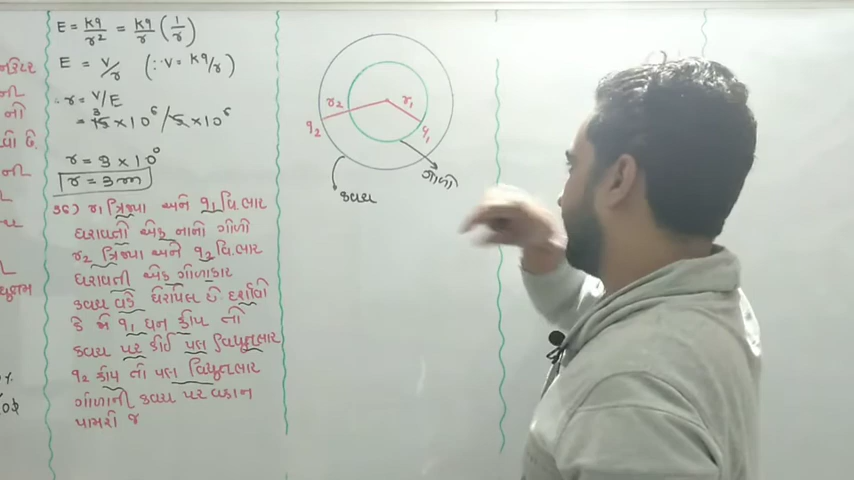 E = kq/r² = kq/r (1/r)
E = V/r (∵ V = kq/r)
∴ r = V/E
= 15 × 10⁶ / 5 × 10⁶
3
r = 3 × 10⁰
r = 3m
36) r₁ ત્રિજ્યા અને q₁ વિ.ભાર
ધરાવતી એક નાનો ગોળો
r₂ ત્રિજ્યા અને q₂ વિ.ભાર
ધરાવતી એક ગોળાકાર
કવચ વડે ઘેરાયેલ છે. દર્શાવો
કે જો q₁ ધન હોય તો
કવચ પર કોઈ પણ વિદ્યુતભાર
q₂ હોય તો પણ વિદ્યુતભાર
ગોળાની કવચ પર વહન
પામશે જ
r₂
r₁
q₂
q₁
ગોળો
કવચ